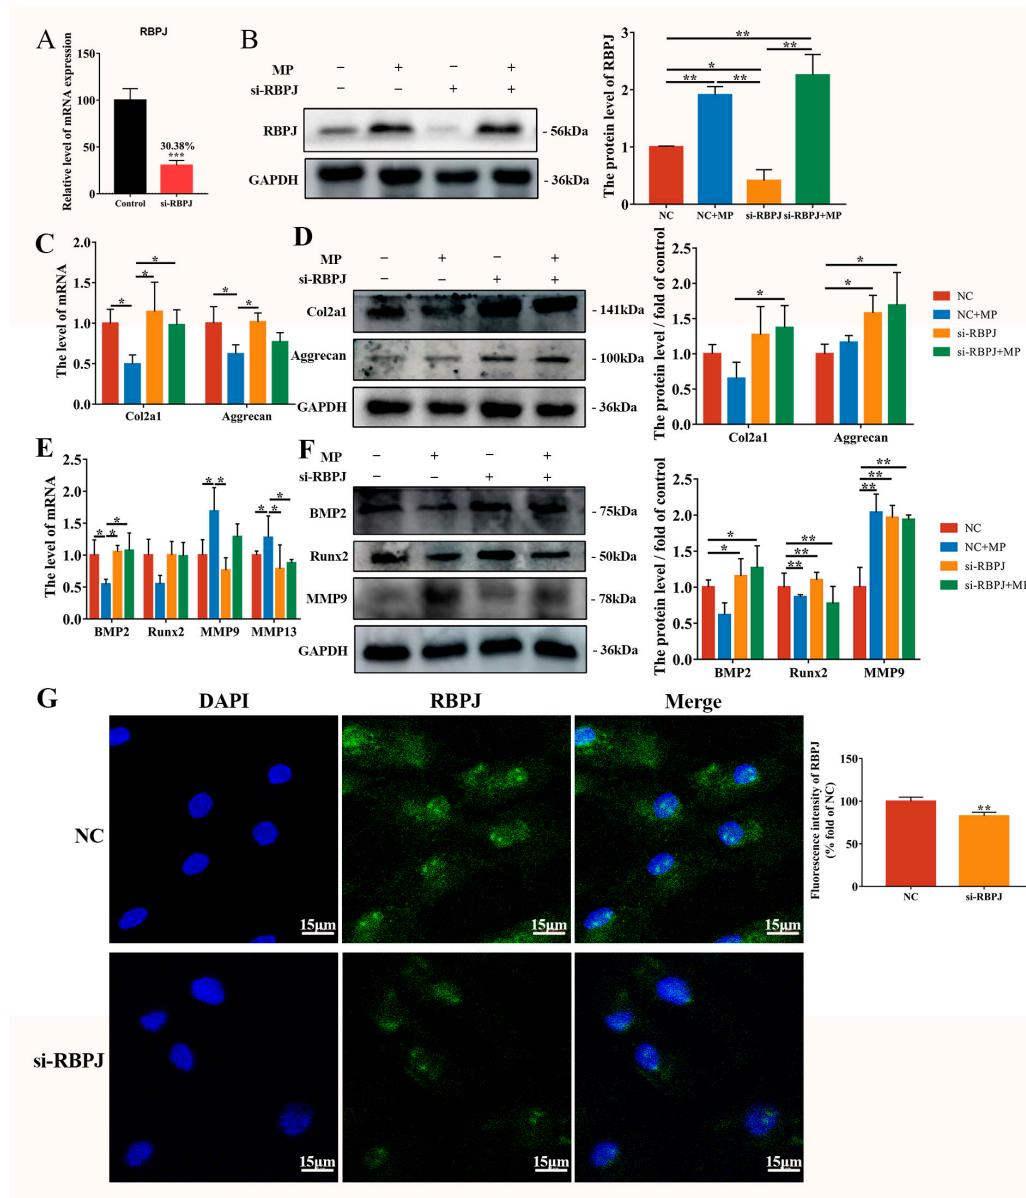 A
RBPJ
Relative level of mRNA expression
150
100
50
0
30.38%
***
Control
si-RBPJ
B
MP
– + – +
si-RBPJ
– – + +
RBPJ
- 56kDa
GAPDH
- 36kDa
The protein level of RBPJ
3
2
1
0
**
* **
** **
NC
NC+MP
si-RBPJ
si-RBPJ+MP
C
The level of mRNA
2.0
1.5
1.0
0.5
0.0
*
* * *
*
Col2a1
Aggrecan
D
MP
– + – +
si-RBPJ
– – + +
Col2a1
- 141kDa
Aggrecan
- 100kDa
GAPDH
- 36kDa
The protein level / fold of control
2.5
2.0
1.5
1.0
0.5
0.0
*
*
*
Col2a1
Aggrecan
NC
NC+MP
si-RBPJ
si-RBPJ+MP
E
The level of mRNA
2.5
2.0
1.5
1.0
0.5
0.0
* *
*
* * *
* *
BMP2
Runx2
MMP9
MMP13
F
MP
– + – +
si-RBPJ
– – + +
BMP2
- 75kDa
Runx2
- 50kDa
MMP9
- 78kDa
GAPDH
- 36kDa
The protein level / fold of control
2.5
2.0
1.5
1.0
0.5
0.0
**
**
**
*
*
**
**
**
BMP2
Runx2
MMP9
NC
NC+MP
si-RBPJ
si-RBPJ+MP
G
DAPI
RBPJ
Merge
NC
15μm
15μm
15μm
si-RBPJ
15μm
15μm
15μm
Fluorescence intensity of RBPJ
(% fold of NC)
150
100
50
0
**
NC
si-RBPJ